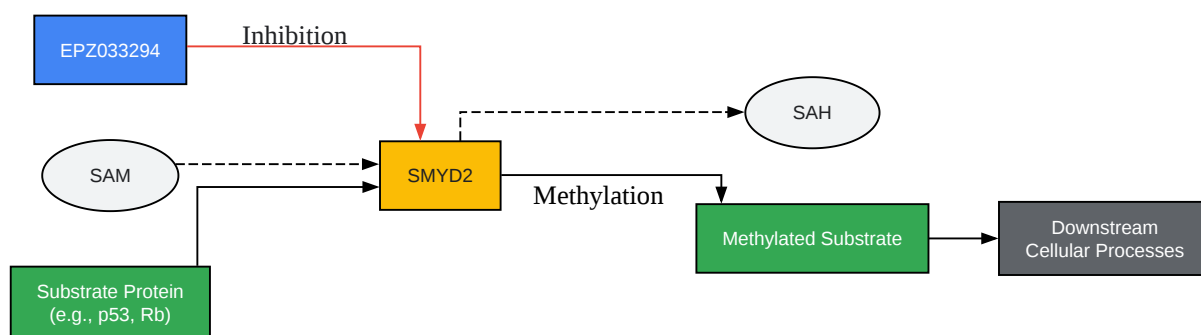 EPZ033294
Inhibition
SAH
SAM
SMYD2
Methylation
Methylated Substrate
Downstream
Cellular Processes
Substrate Protein
(e.g., p53, Rb)